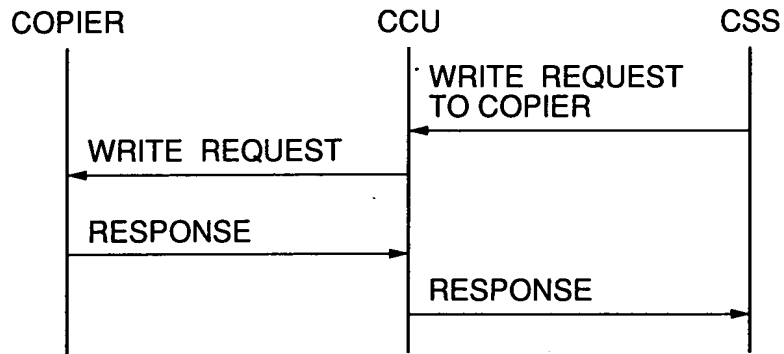 COPIER CCU CSS
WRITE REQUEST
TO COPIER
WRITE REQUEST
RESPONSE
RESPONSE